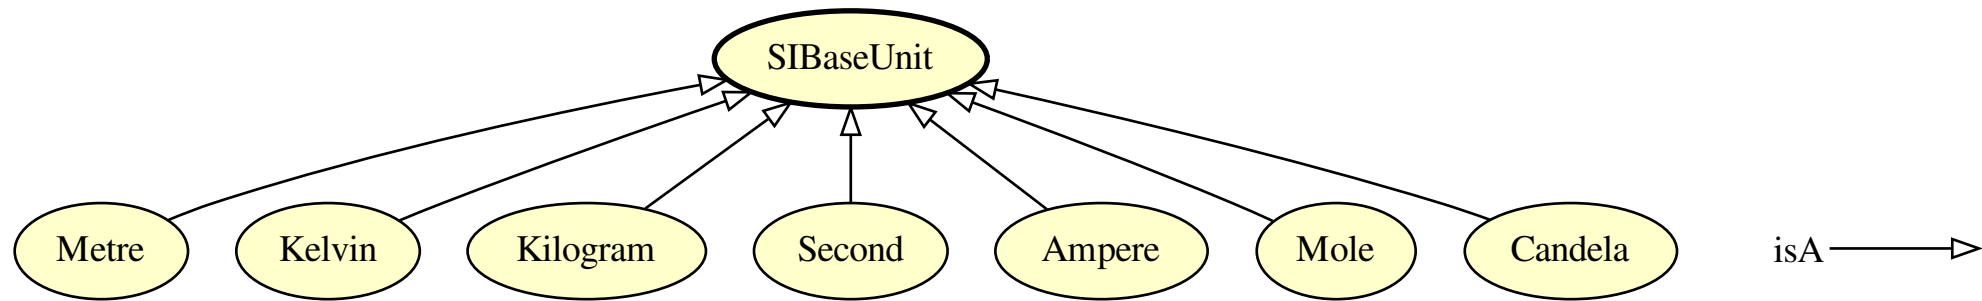 SIBaseUnit
Metre
Kelvin
Kilogram
Second
Ampere
Mole
Candela
isA